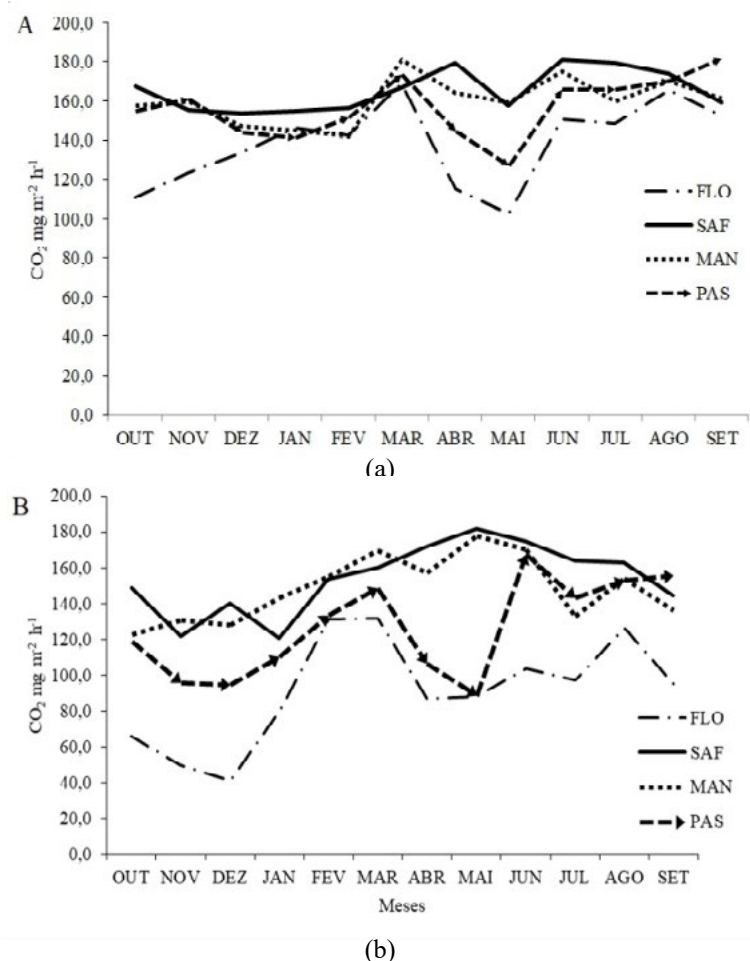 A
200,0
180,0
160,0
140,0
120,0
100,0
80,0
60,0
40,0
20,0
0,0
CO₂ mg m⁻² h⁻¹
FLO
SAF
MAN
PAS
OUT NOV DEZ JAN FEV MAR ABR MAI JUN JUL AGO SET
(a)
B
200,0
180,0
160,0
140,0
120,0
100,0
80,0
60,0
40,0
20,0
0,0
CO₂ mg m⁻² h⁻¹
FLO
SAF
MAN
PAS
OUT NOV DEZ JAN FEV MAR ABR MAI JUN JUL AGO SET
Meses
(b)